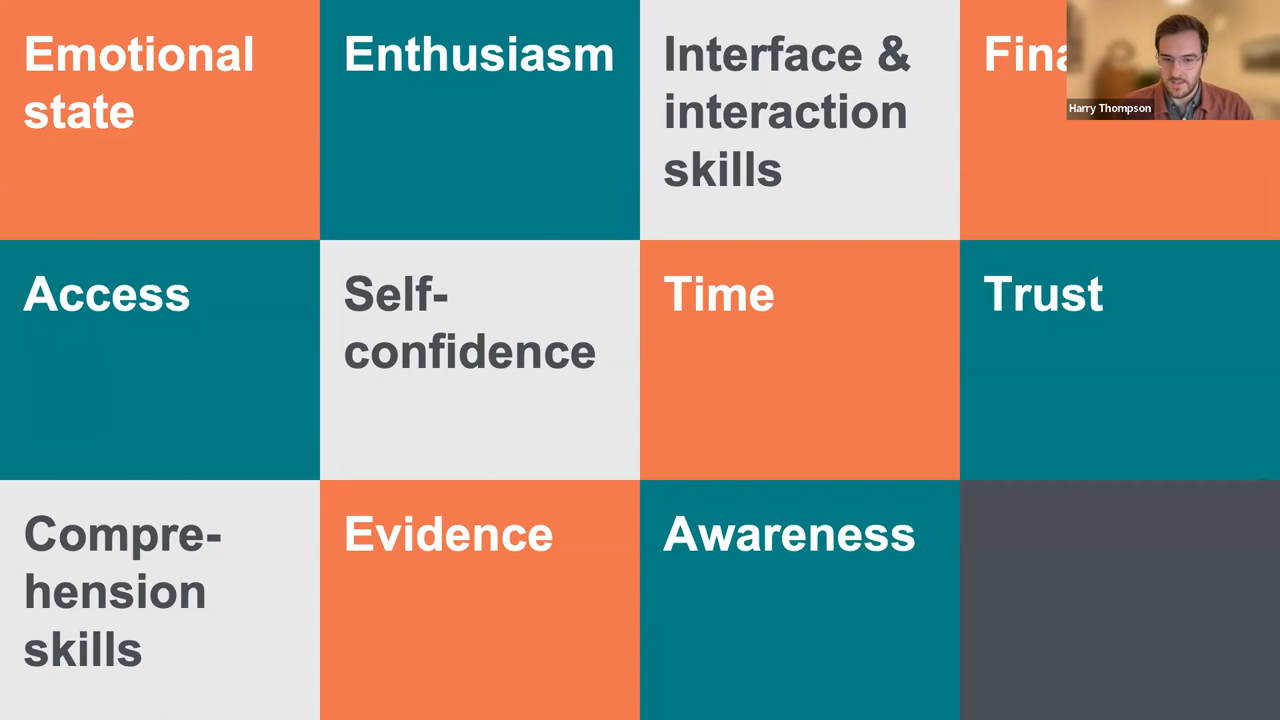 Emotional
state
Enthusiasm
Interface &
interaction
skills
Harry Thompson
Access
Self-
confidence
Time
Trust
Compre-
hension
skills
Evidence
Awareness